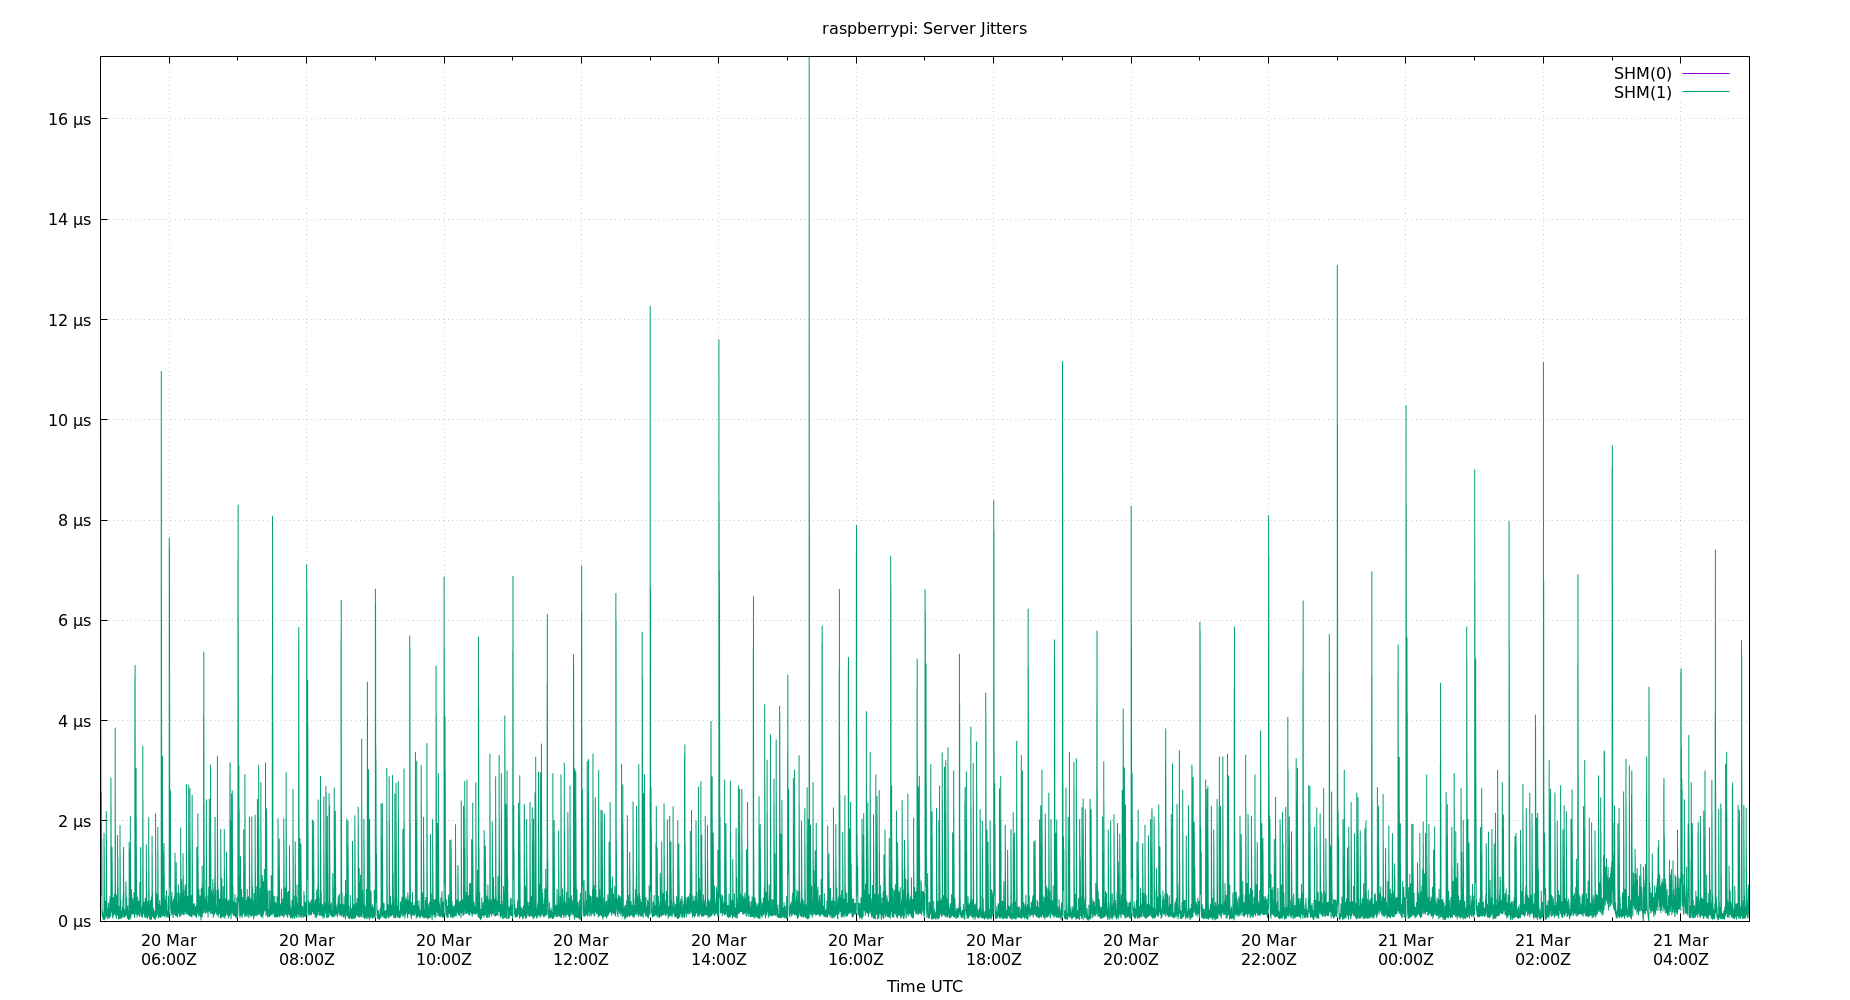 raspberrypi: Server Jitters
SHM(0)
SHM(1)
16 µs
14 µs
12 µs
10 µs
8 µs
6 µs
4 µs
2 µs
0 µs
20 Mar 20 Mar 20 Mar 20 Mar 20 Mar 20 Mar 20 Mar 20 Mar 20 Mar 21 Mar 21 Mar 21 Mar
06:00Z 08:00Z 10:00Z 12:00Z 14:00Z 16:00Z 18:00Z 20:00Z 22:00Z 00:00Z 02:00Z 04:00Z
Time UTC